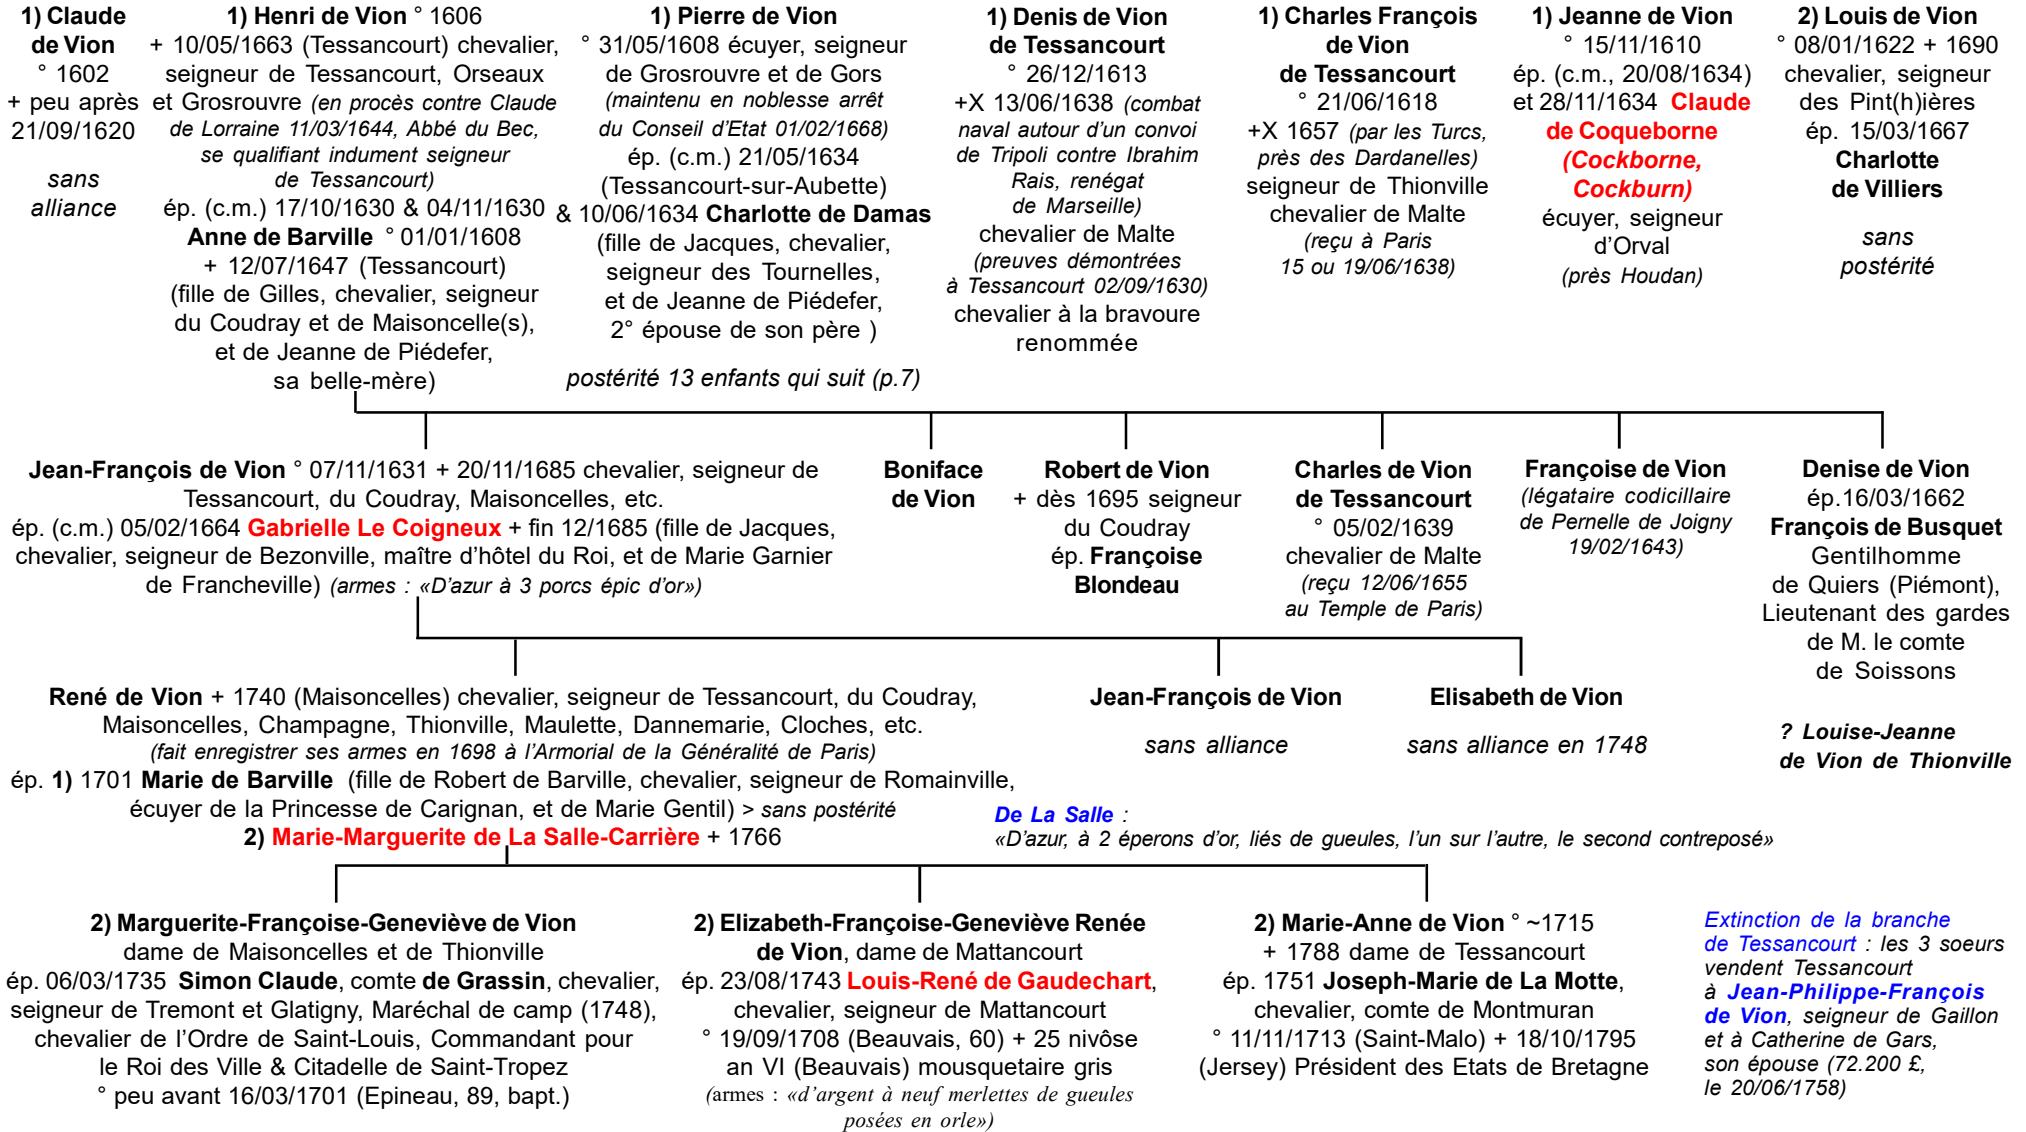 1) Claude
de Vion
° 1602
+ peu après
21/09/1620
sans
alliance
1) Henri de Vion ° 1606
+ 10/05/1663 (Tessancourt) chevalier,
seigneur de Tessancourt, Orseaux
et Grosrouvre (en procès contre Claude
de Lorraine 11/03/1644, Abbé du Bec,
se qualifiant indument seigneur
de Tessancourt)
ép. (c.m.) 17/10/1630 & 04/11/1630
Anne de Barville ° 01/01/1608
+ 12/07/1647 (Tessancourt)
(fille de Gilles, chevalier, seigneur
du Coudray et de Maisoncelle(s),
et de Jeanne de Piédefer,
sa belle-mère)
1) Pierre de Vion
° 31/05/1608 écuyer, seigneur
de Grosrouvre et de Gors
(maintenu en noblesse arrêt
du Conseil d'Etat 01/02/1668)
ép. (c.m.) 21/05/1634
(Tessancourt-sur-Aubette)
& 10/06/1634 Charlotte de Damas
(fille de Jacques, chevalier,
seigneur des Tournelles,
et de Jeanne de Piédefer,
2° épouse de son père )
postérité 13 enfants qui suit (p.7)
1) Denis de Vion
de Tessancourt
° 26/12/1613
+X 13/06/1638 (combat
naval autour d'un convoi
de Tripoli contre Ibrahim
Rais, renégat
de Marseille)
chevalier de Malte
(preuves démontrées
à Tessancourt 02/09/1630)
chevalier à la bravoure
renommée
1) Charles François
de Vion
de Tessancourt
° 21/06/1618
+X 1657 (par les Turcs,
près des Dardanelles)
seigneur de Thionville
chevalier de Malte
(reçu à Paris
15 ou 19/06/1638)
1) Jeanne de Vion
° 15/11/1610
ép. (c.m., 20/08/1634)
et 28/11/1634 Claude
de Coqueborne
(Cockborne,
Cockburn)
écuyer, seigneur
d'Orval
(près Houdan)
2) Louis de Vion
° 08/01/1622 + 1690
chevalier, seigneur
des Pint(h)ières
ép. 15/03/1667
Charlotte
de Villiers
sans
postérité
Jean-François de Vion ° 07/11/1631 + 20/11/1685 chevalier, seigneur de
Tessancourt, du Coudray, Maisoncelles, etc.
ép. (c.m.) 05/02/1664 Gabrielle Le Coigneux + fin 12/1685 (fille de Jacques,
chevalier, seigneur de Bezonville, maître d'hôtel du Roi, et de Marie Garnier
de Francheville) (armes : «D'azur à 3 porcs épic d'or»)
Boniface
de Vion
Robert de Vion
+ dès 1695 seigneur
du Coudray
ép. Françoise
Blondeau
Charles de Vion
de Tessancourt
° 05/02/1639
chevalier de Malte
(reçu 12/06/1655
au Temple de Paris)
Françoise de Vion
(légataire codicillaire
de Pernelle de Joigny
19/02/1643)
Denise de Vion
ép.16/03/1662
François de Busquet
Gentilhomme
de Quiers (Piémont),
Lieutenant des gardes
de M. le comte
de Soissons
? Louise-Jeanne
de Vion de Thionville
René de Vion + 1740 (Maisoncelles) chevalier, seigneur de Tessancourt, du Coudray,
Maisoncelles, Champagne, Thionville, Maulette, Dannemarie, Cloches, etc.
(fait enregistrer ses armes en 1698 à l'Armorial de la Généralité de Paris)
ép. 1) 1701 Marie de Barville (fille de Robert de Barville, chevalier, seigneur de Romainville,
écuyer de la Princesse de Carignan, et de Marie Gentil) > sans postérité
2) Marie-Marguerite de La Salle-Carrière + 1766
Jean-François de Vion
sans alliance
Elisabeth de Vion
sans alliance en 1748
De La Salle :
«D'azur, à 2 éperons d'or, liés de gueules, l'un sur l'autre, le second contreposé»
2) Marguerite-Françoise-Geneviève de Vion
dame de Maisoncelles et de Thionville
ép. 06/03/1735 Simon Claude, comte de Grassin, chevalier,
seigneur de Tremont et Glatigny, Maréchal de camp (1748),
chevalier de l'Ordre de Saint-Louis, Commandant pour
le Roi des Ville & Citadelle de Saint-Tropez
° peu avant 16/03/1701 (Epineau, 89, bapt.)
2) Elizabeth-Françoise-Geneviève Renée
de Vion, dame de Mattancourt
ép. 23/08/1743 Louis-René de Gaudechart,
chevalier, seigneur de Mattancourt
° 19/09/1708 (Beauvais, 60) + 25 nivôse
an VI (Beauvais) mousquetaire gris
(armes : «d'argent à neuf merlettes de gueules
posées en orle»)
2) Marie-Anne de Vion ° ~1715
+ 1788 dame de Tessancourt
ép. 1751 Joseph-Marie de La Motte,
chevalier, comte de Montmuran
° 11/11/1713 (Saint-Malo) + 18/10/1795
(Jersey) Président des Etats de Bretagne
Extinction de la branche
de Tessancourt : les 3 soeurs
vendent Tessancourt
à Jean-Philippe-François
de Vion, seigneur de Gaillon
et à Catherine de Gars,
son épouse (72.200 £,
le 20/06/1758)